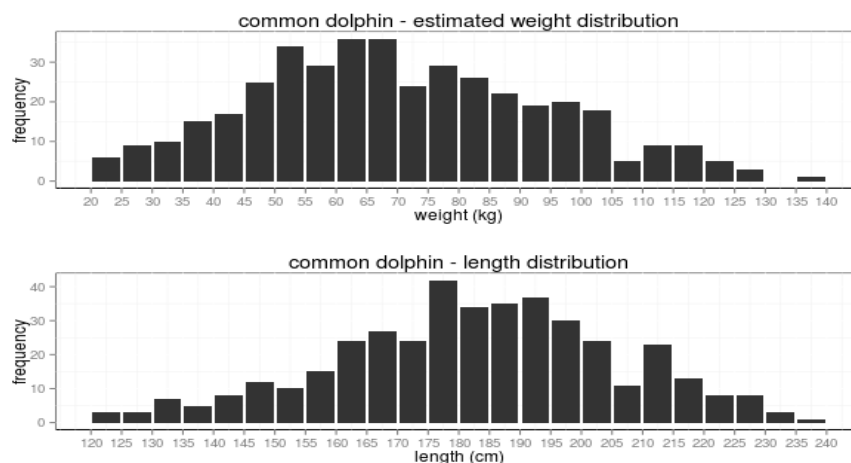 common dolphin - estimated weight distribution
frequency
30
20
10
0
20 25 30 35 40 45 50 55 60 65 70 75 80 85 90 95 100 105 110 115 120 125 130 135 140
weight (kg)
common dolphin - length distribution
frequency
40
30
20
10
0
120 125 130 135 140 145 150 155 160 165 170 175 180 185 190 195 200 205 210 215 220 225 230 235 240
length (cm)